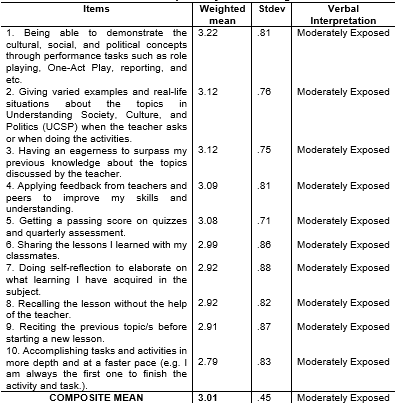 Items Weighted mean Stdev Verbal Interpretation
1. Being able to demonstrate the 3.22 .81 Moderately Exposed
cultural, social, and political concepts
through performance tasks such as role
playing, One-Act Play, reporting, and
etc.
2. Giving varied examples and real-life 3.12 .76 Moderately Exposed
situations about the topics in
Understanding Society, Culture, and
Politics (UCSP) when the teacher asks
or when doing the activities.
3. Having an eagerness to surpass my 3.12 .75 Moderately Exposed
previous knowledge about the topics
discussed by the teacher.
4. Applying feedback from teachers and 3.09 .81 Moderately Exposed
peers to improve my skills and
understanding.
5. Getting a passing score on quizzes 3.08 .71 Moderately Exposed
and quarterly assessment.
6. Sharing the lessons I learned with my 2.99 .86 Moderately Exposed
classmates.
7. Doing self-reflection to elaborate on 2.92 .88 Moderately Exposed
what learning I have acquired in the
subject.
8. Recalling the lesson without the help 2.92 .82 Moderately Exposed
of the teacher.
9. Reciting the previous topic/s before 2.91 .87 Moderately Exposed
starting a new lesson.
10. Accomplishing tasks and activities in
more depth and at a faster pace (e.g. I 2.79 .83 Moderately Exposed
am always the first one to finish the
activity and task.).
COMPOSITE MEAN 3.01 .45 Moderately Exposed